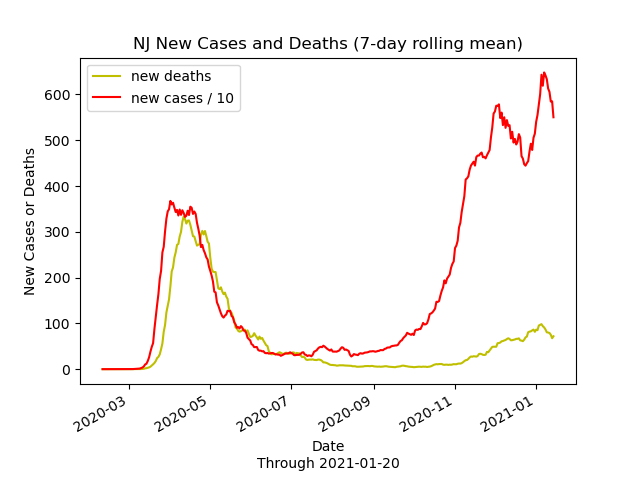 NJ New Cases and Deaths (7-day rolling mean)
new deaths
new cases / 10
New Cases or Deaths
600
500
400
300
200
100
0
2020-03
2020-05
2020-07
2020-09
2020-11
2021-01
Date
Through 2021-01-20